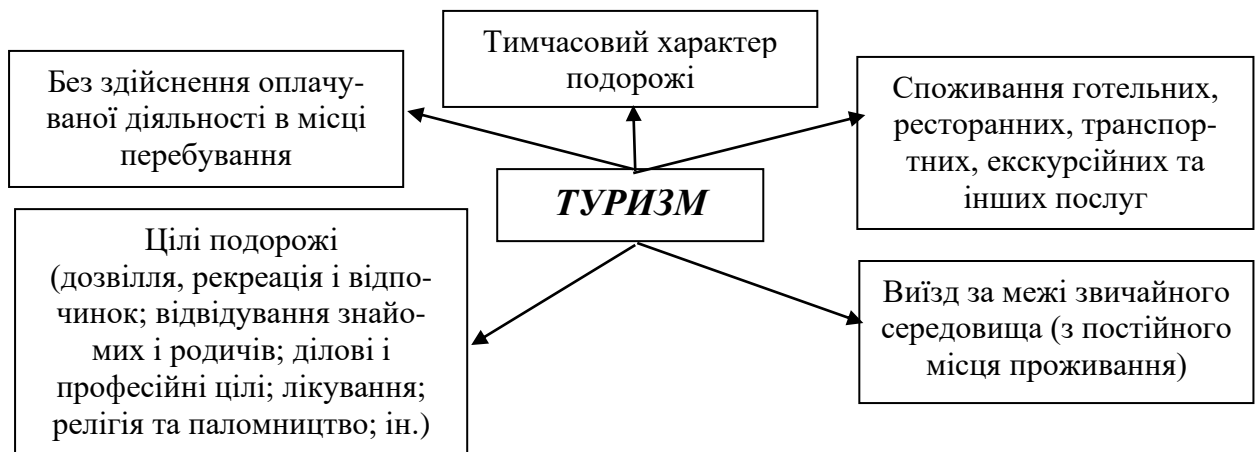 Тимчасовий характер
подорожі
Без здійснення оплачу-
ваної діяльності в місці
перебування
Споживання готельних,
ресторанних, транспор-
тних, екскурсійних та
інших послуг
ТУРИЗМ
Цілі подорожі
(дозвілля, рекреація і відпо-
чинок; відвідування знайо-
мих і родичів; ділові і
професійні цілі; лікування;
релігія та паломництво; ін.)
Виїзд за межі звичайного
середовища (з постійного
місця проживання)